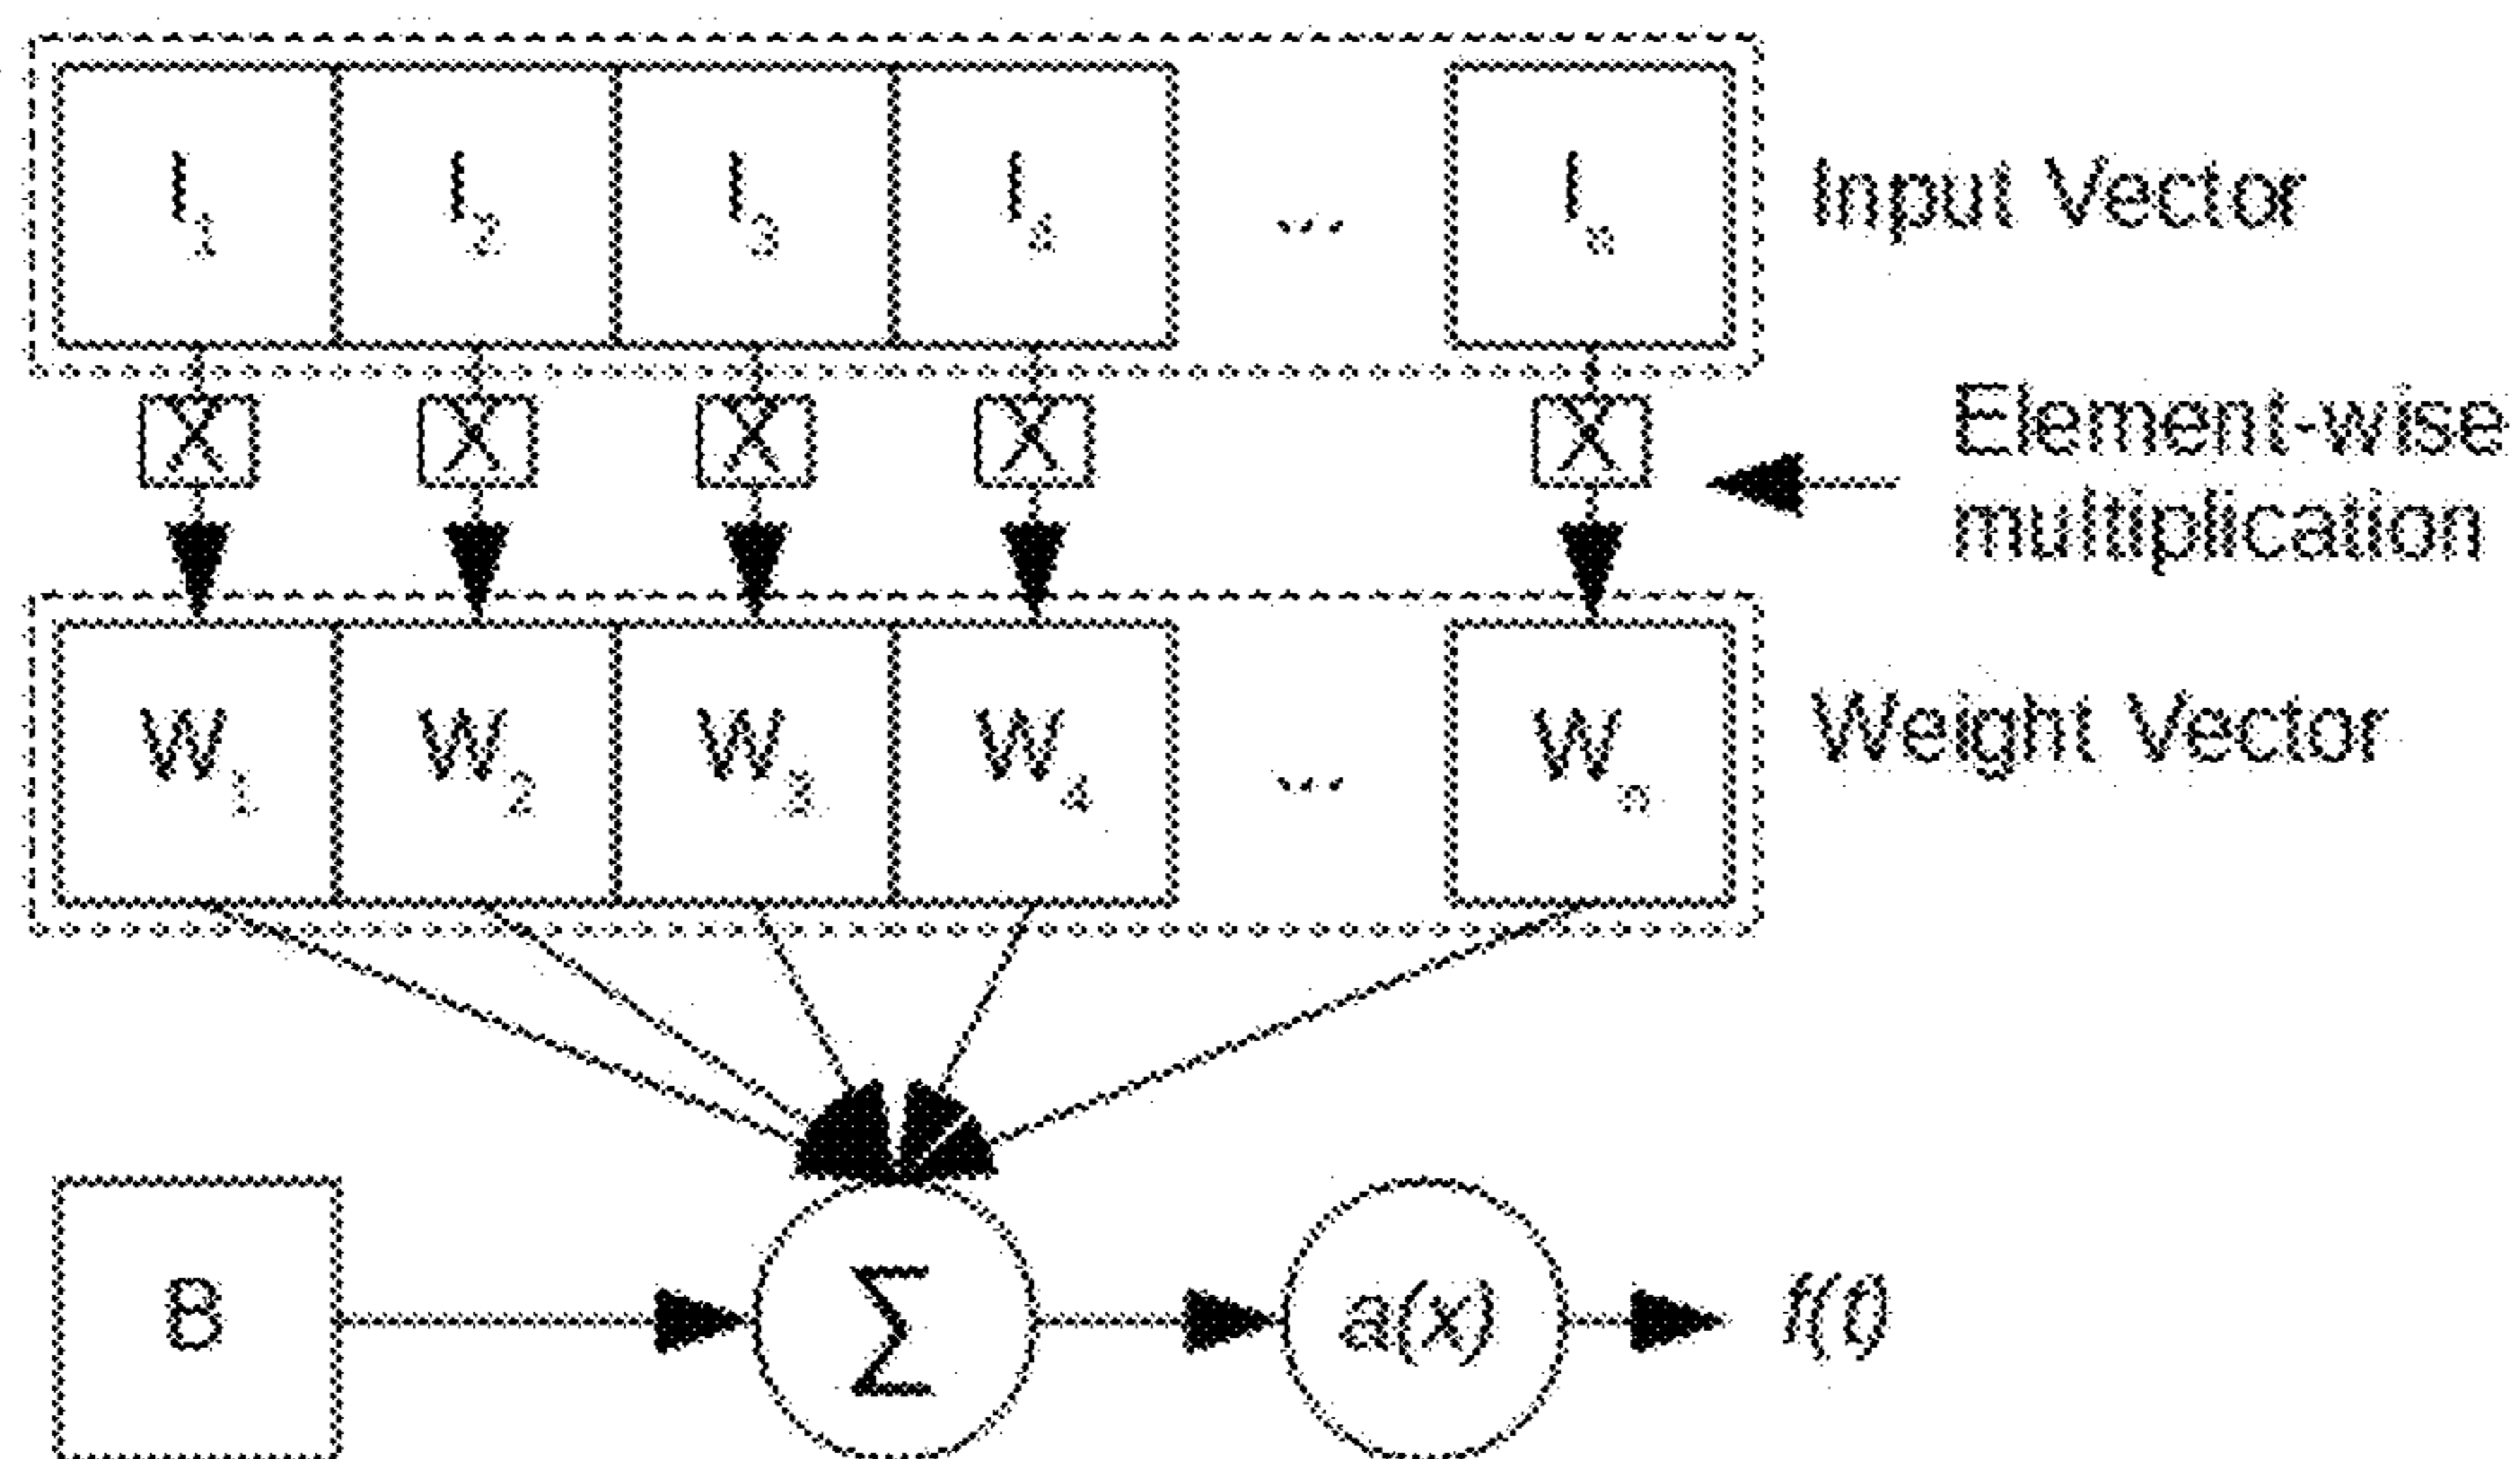 I₁ I₂ I₃ I₄ ... Iₙ Input Vector
X X X X X Element-wise
multiplication
W₁ W₂ W₃ W₄ ... Wₙ Weight Vector
B ∑ a(x) f(i)